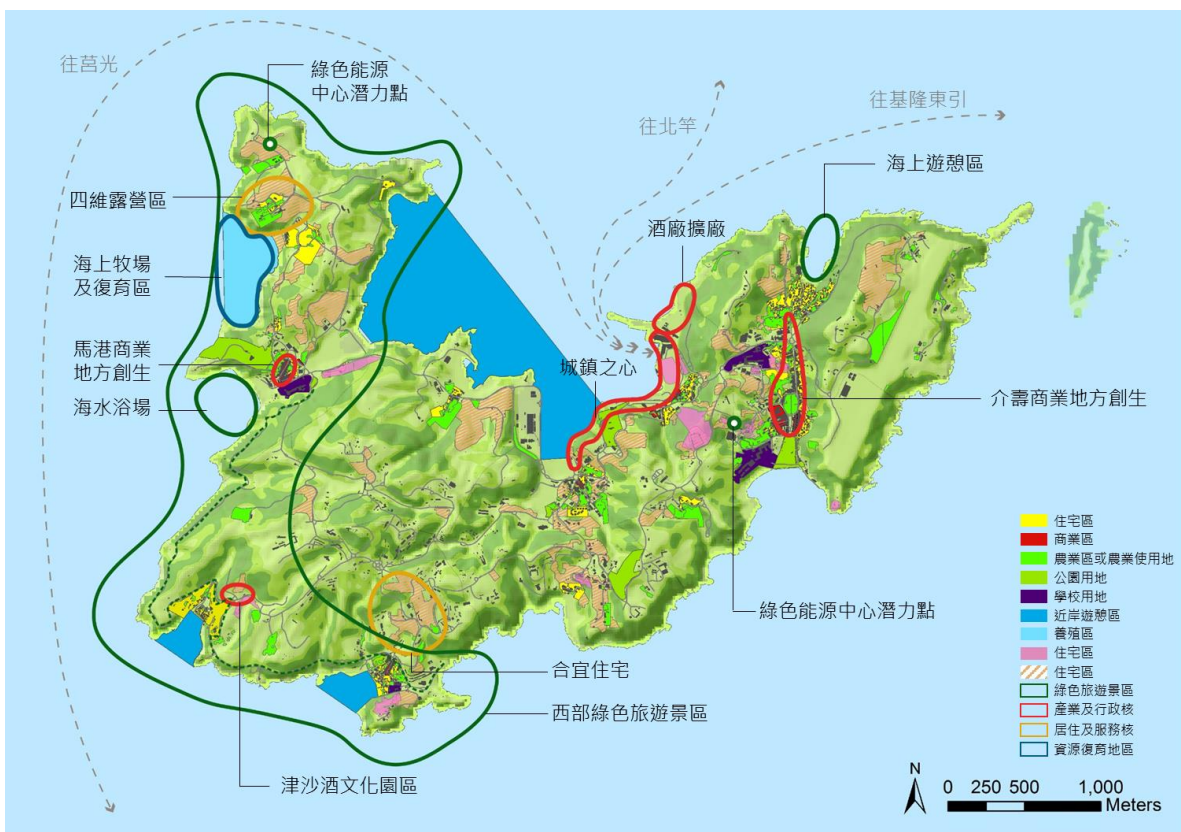 往莒光
綠色能源
中心潛力點
往北竿
往基隆東引
海上遊憩區
四維露營區
酒廠擴廠
海上牧場
及復育區
馬港商業
地方創生
城鎮之心
海水浴場
介壽商業地方創生
綠色能源中心潛力點
合宜住宅
西部綠色旅遊景區
津沙酒文化園區
住宅區
商業區
農業區或農業使用地
公園用地
學校用地
近岸遊憩區
養殖區
住宅區
住宅區
綠色旅遊景區
產業及行政核
居住及服務核
資源復育地區
N
0 250 500 1,000
Meters